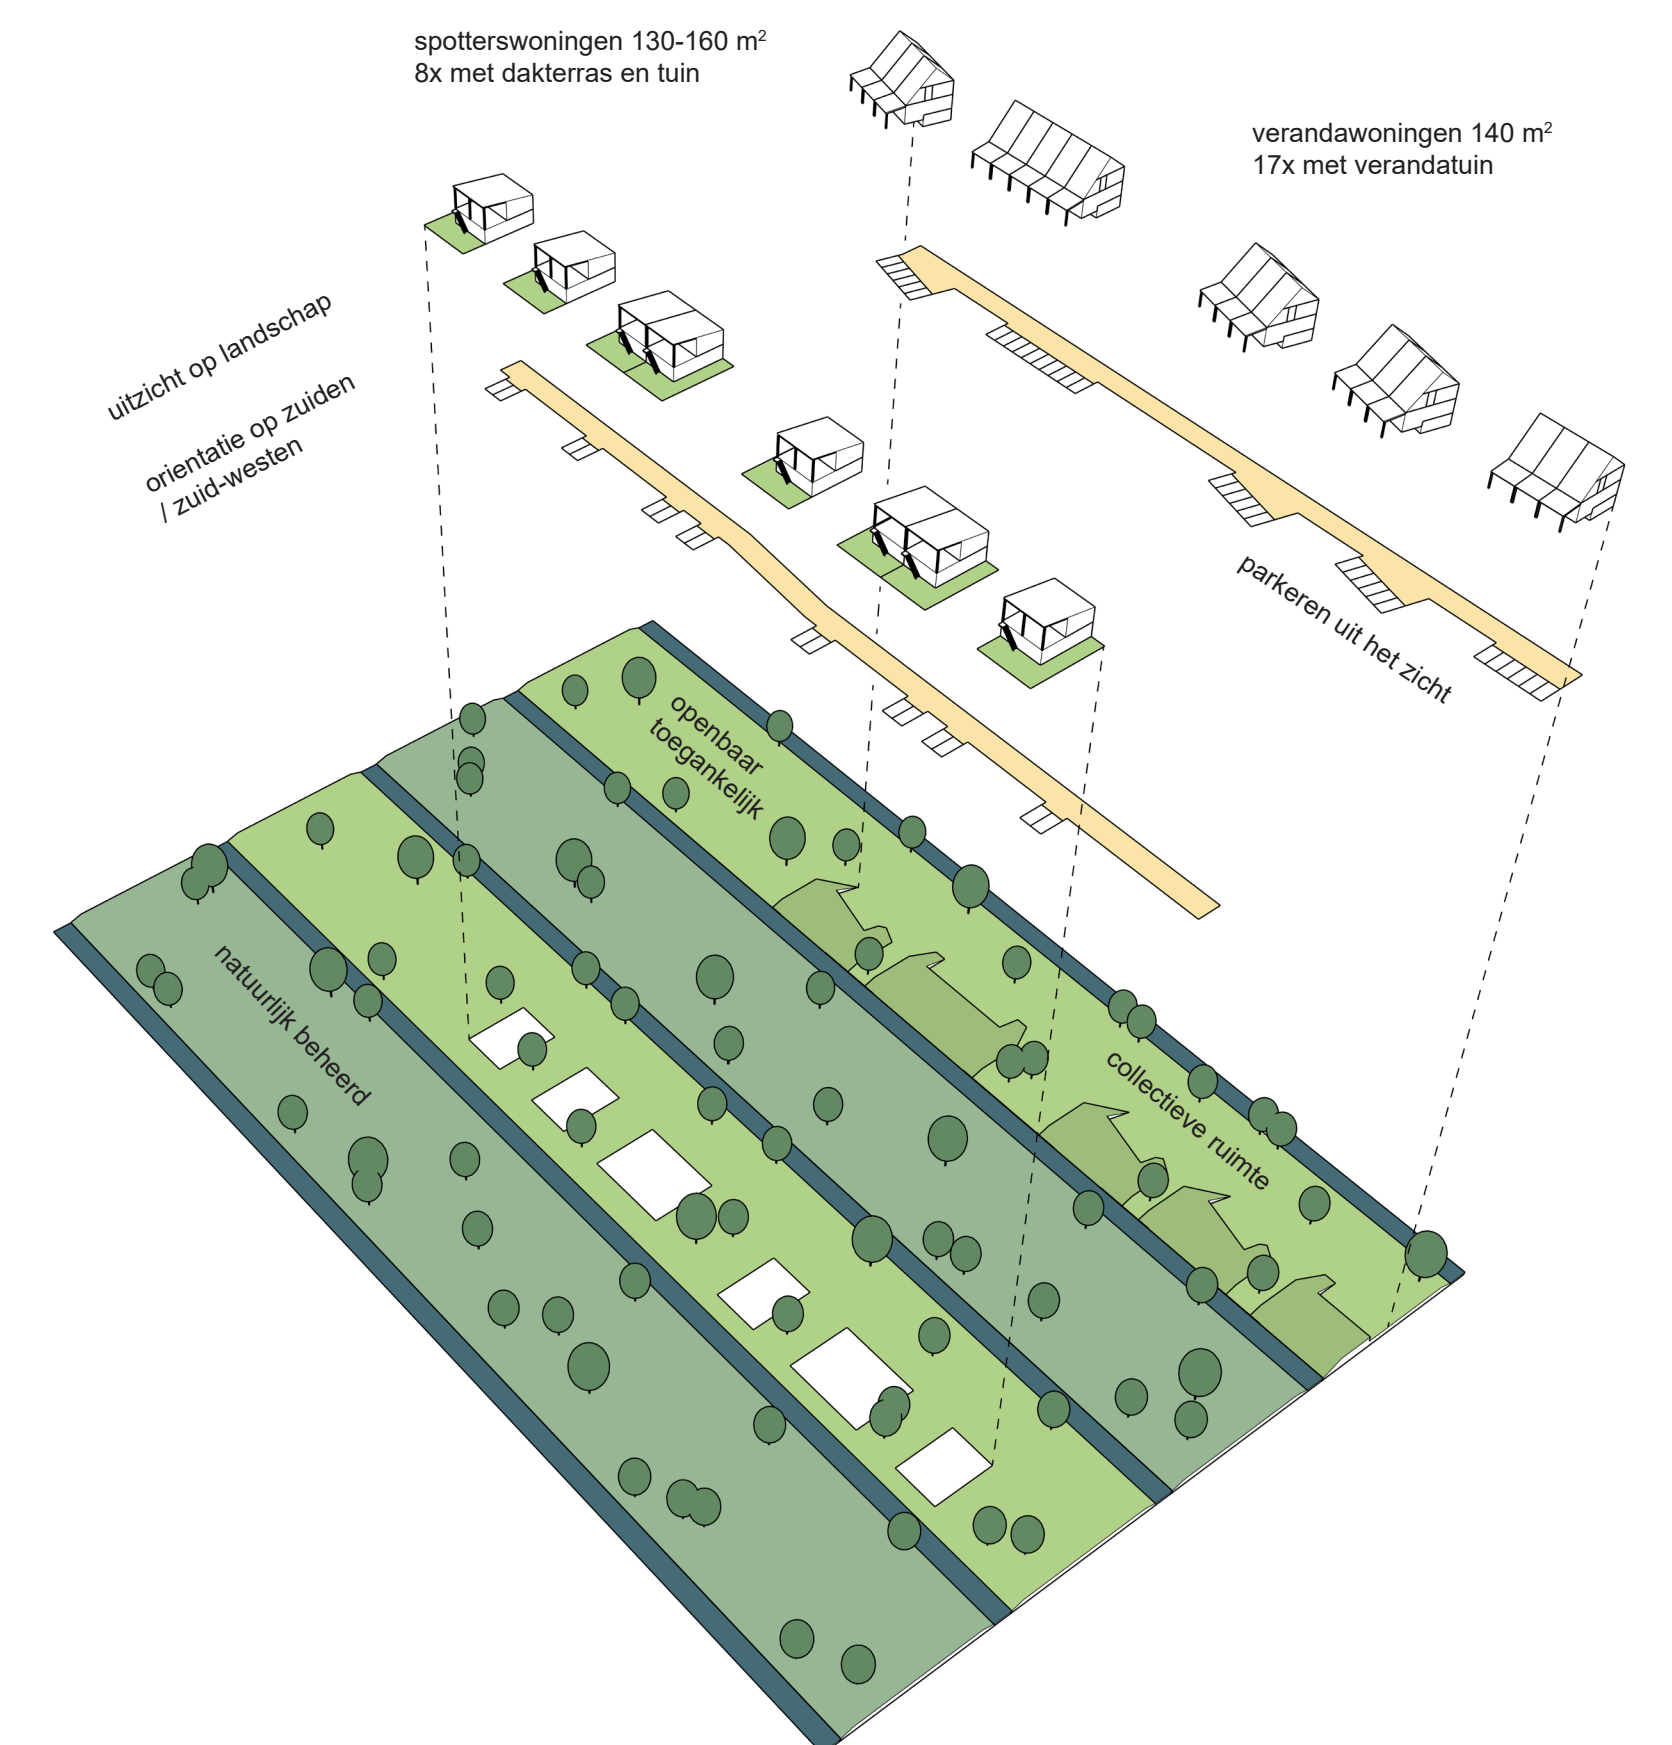 spotterswoningen 130-160 m²
8x met dakterras en tuin
verandawoningen 140 m²
17x met verandatuin
uitzicht op landschap
orientatie op zuiden
/ zuid-westen
parkeren uit het zicht
openbaar
toegankelijk
natuurlijk beheerd
collectieve ruimte